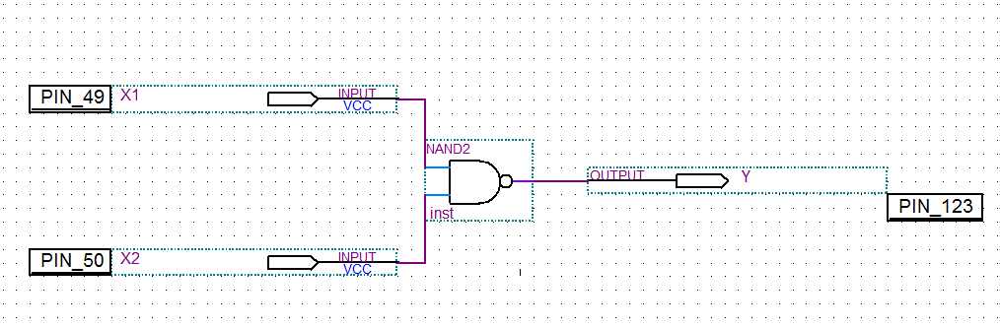 PIN_49
X1
INPUT
VCC
NAND2
OUTPUT
Y
PIN_123
inst
PIN_50
X2
INPUT
VCC